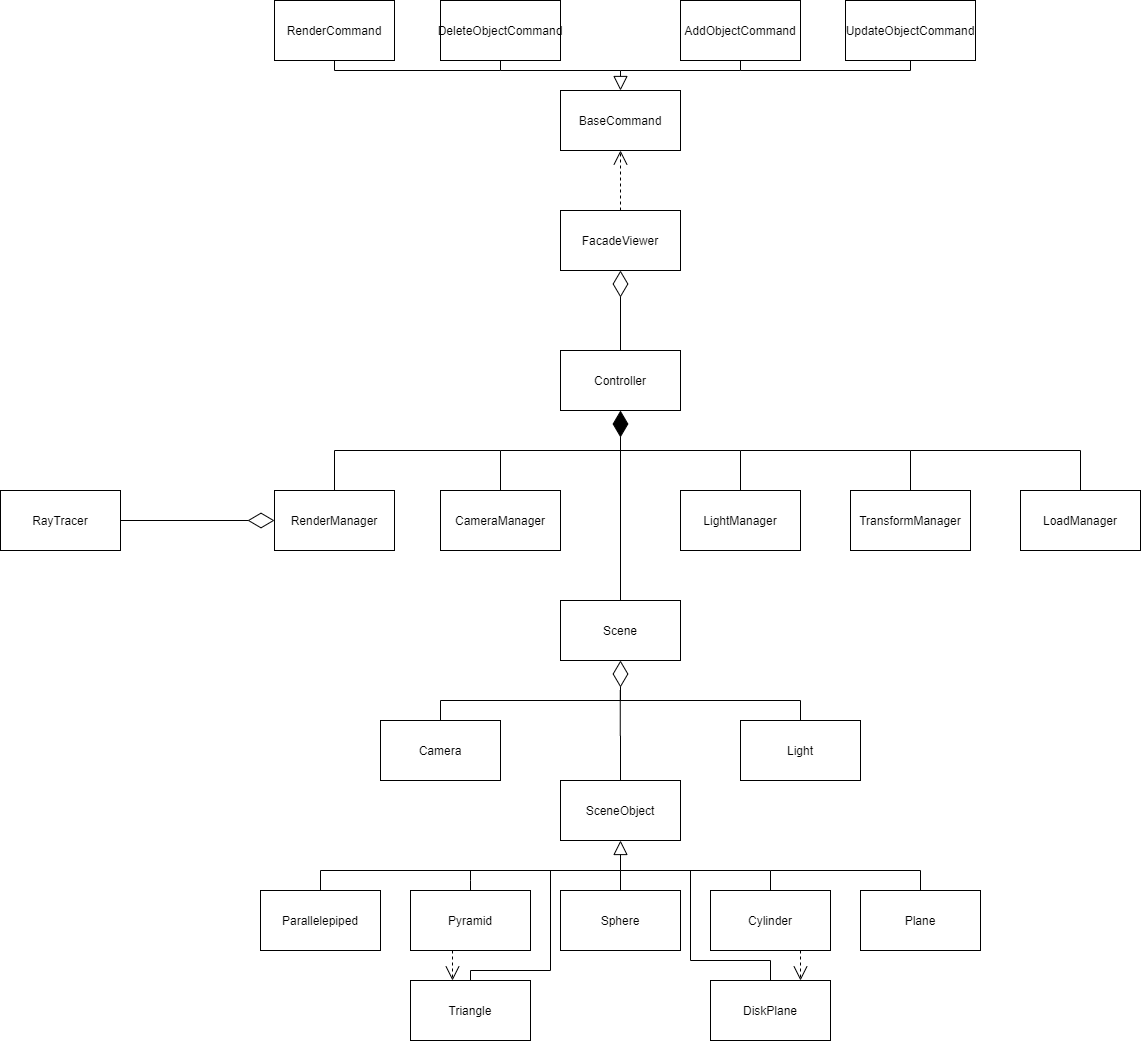 RenderCommand
DeleteObjectCommand
AddObjectCommand
UpdateObjectCommand
BaseCommand
FacadeViewer
Controller
RayTracer
RenderManager
CameraManager
LightManager
TransformManager
LoadManager
Scene
Camera
Light
SceneObject
Parallelepiped
Pyramid
Sphere
Cylinder
Plane
Triangle
DiskPlane